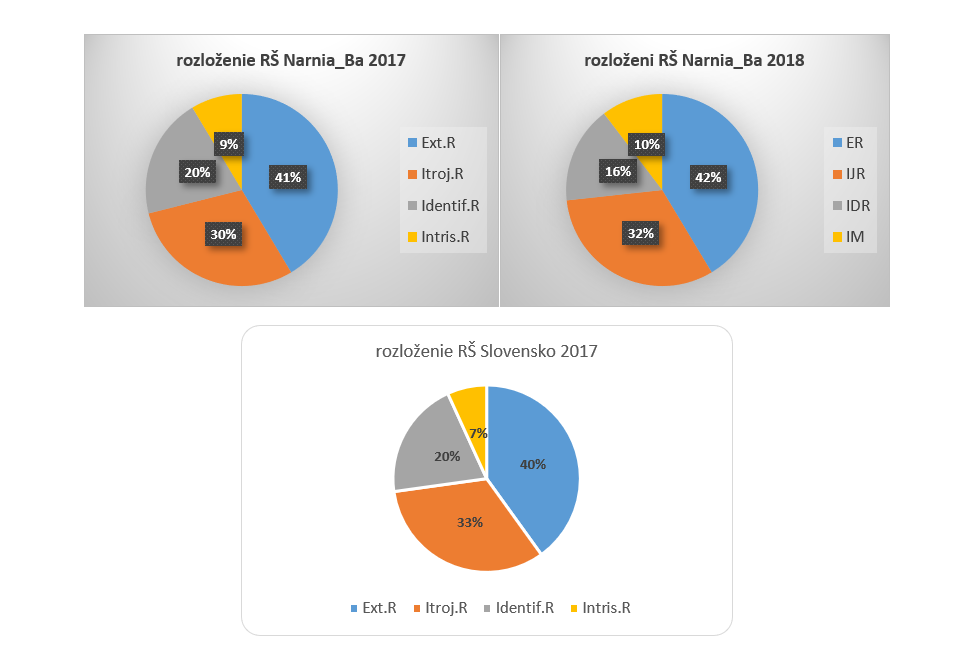 rozloženie RŠ Narnia_Ba 2017
9%
20%
41%
30%
Ext.R
Itroj.R
Identif.R
Intris.R
rozloženi RŠ Narnia_Ba 2018
10%
16%
42%
32%
ER
IJR
IDR
IM
rozloženie RŠ Slovensko 2017
7%
20%
40%
33%
Ext.R Itroj.R Identif.R Intris.R